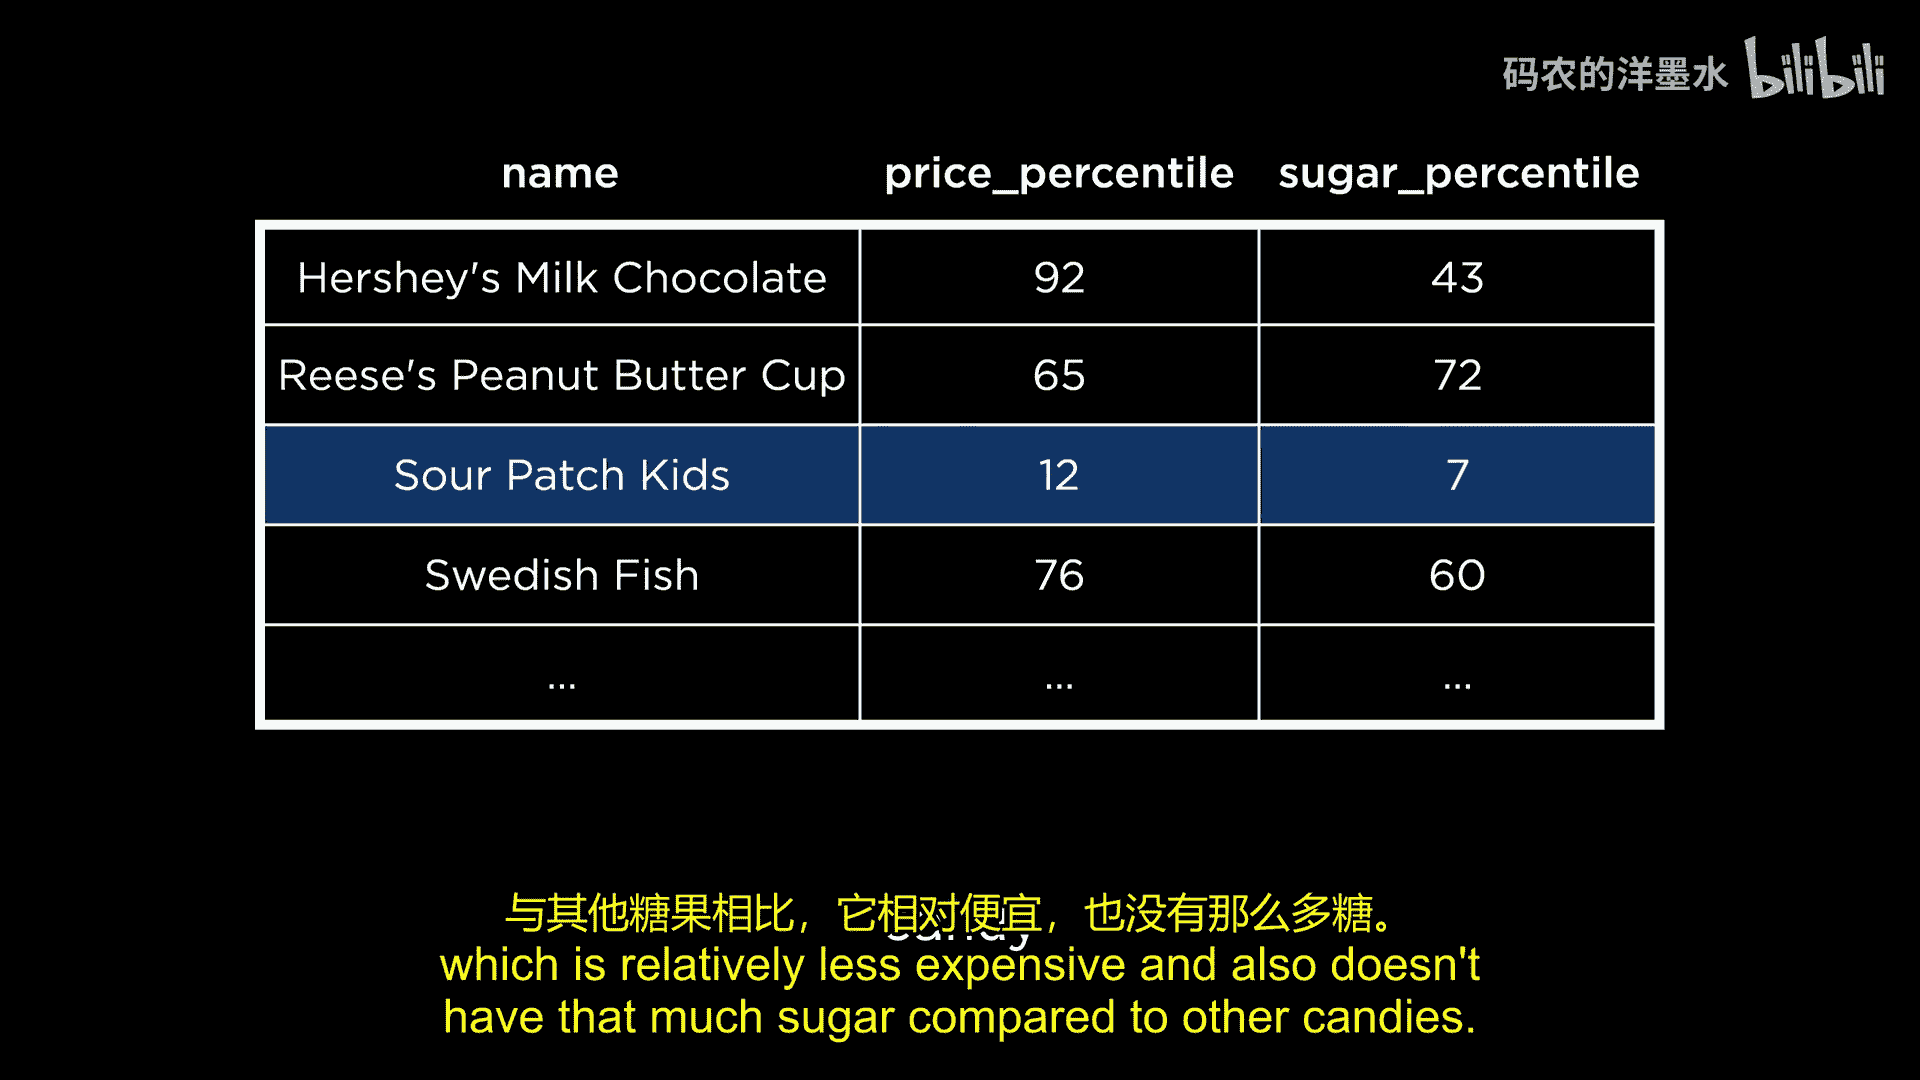 码农的洋墨水 bilibili
name price_percentile sugar_percentile
Hershey's Milk Chocolate 92 43
Reese's Peanut Butter Cup 65 72
Sour Patch Kids 12 7
Swedish Fish 76 60
... ... ...
与其他糖果相比，它相对便宜，也没有那么多糖。
candy
which is relatively less expensive and also doesn't
have that much sugar compared to other candies.